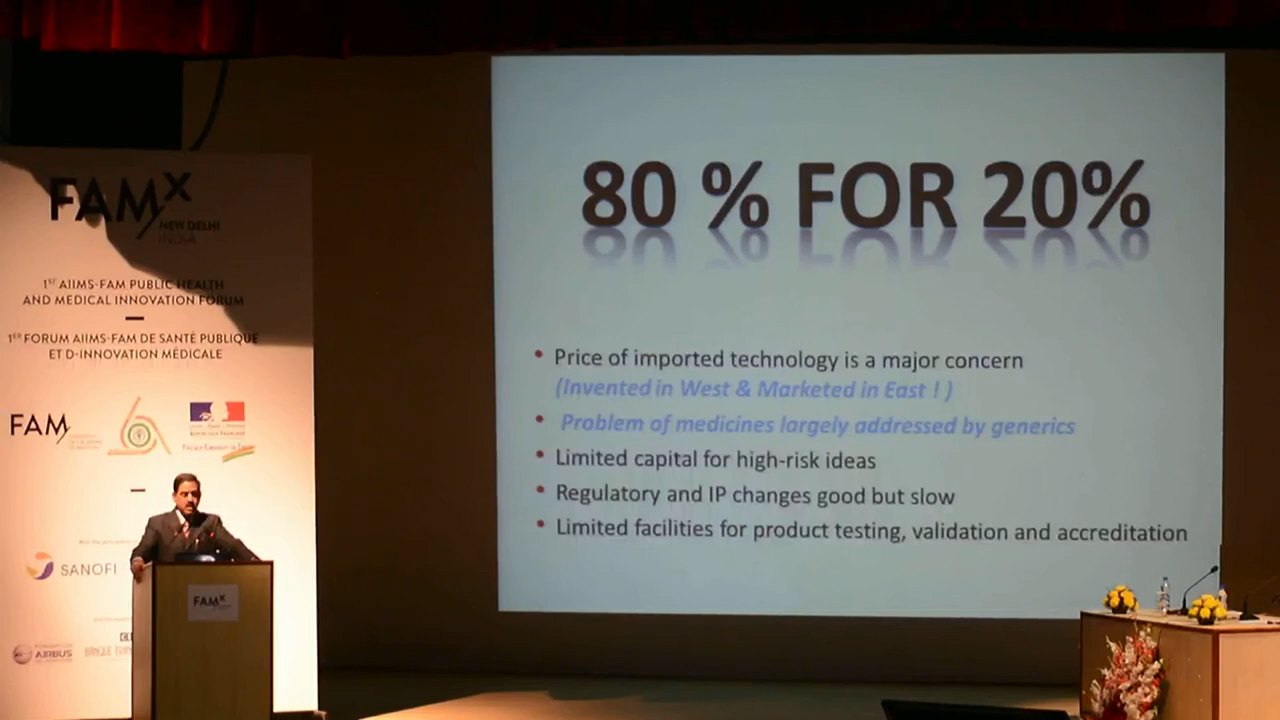 FAMx
NEW DELHI
INDIA
1ST AIIMS-FAM PUBLIC HEALTH
AND MEDICAL INNOVATION FORUM
1ER FORUM AIIMS-FAM DE SANTÉ PUBLIQUE
ET D-INNOVATION MÉDICALE
FAM
SANOFI
AIRBUS
BANQUE
FAMx
80 % FOR 20%
• Price of imported technology is a major concern
(Invented in West & Marketed in East ! )
• Problem of medicines largely addressed by generics
• Limited capital for high-risk ideas
• Regulatory and IP changes good but slow
• Limited facilities for product testing, validation and accreditation